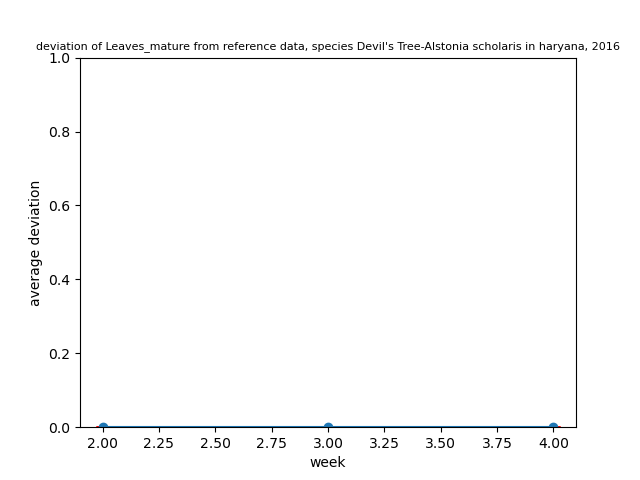 deviation of Leaves_mature from reference data, species Devil's Tree-Alstonia scholaris in haryana, 2016
1.0
0.8
0.6
0.4
0.2
0.0
average deviation
2.00 2.25 2.50 2.75 3.00 3.25 3.50 3.75 4.00
week